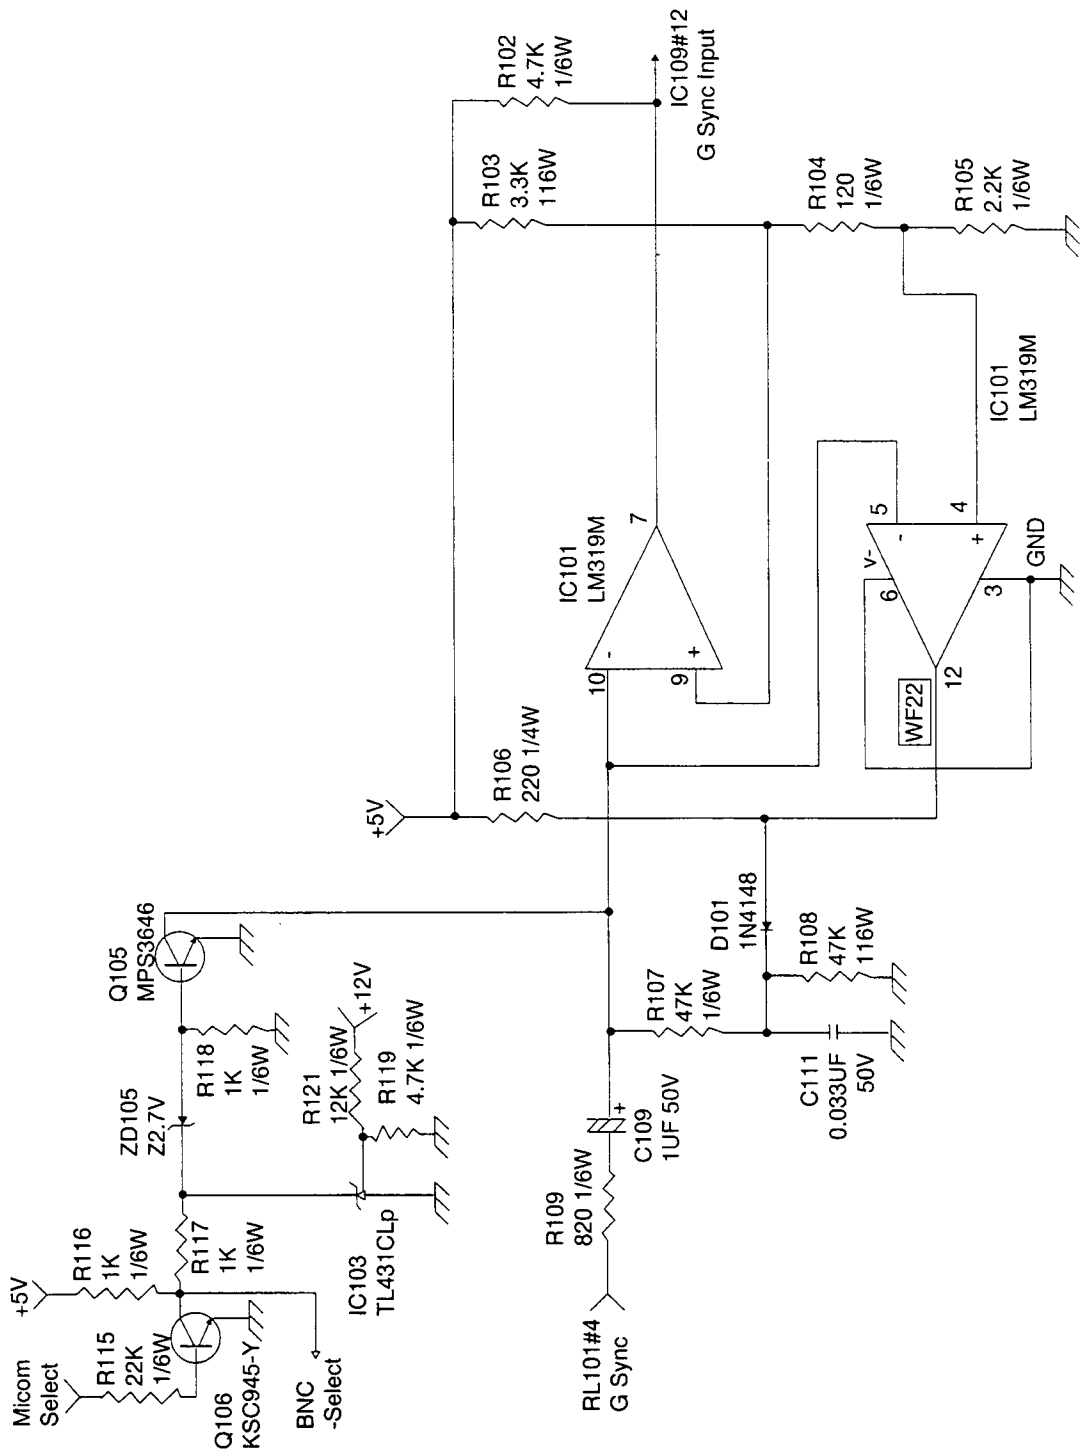 Micom
Select
R115
22K
1/6W
Q106
KSC945-Y
+5V
R116
1K
1/6W
R117
1K
1/6W
BNC
-Select
ZD105
Z2.7V
IC103
TL431CLp
R118
1K
1/6W
Q105
MPS3646
R121
12K 1/6W
+12V
R119
4.7K 1/6W
RL101#4
G Sync
R109
820 1/6W
+
C109
1UF 50V
R107
47K
1/6W
C111
0.033UF
50V
D101
1N4148
R108
47K
116W
+5V
R106
220 1/4W
IC101
LM319M
10
-
9
+
7
R103
3.3K
116W
R102
4.7K
1/6W
IC109#12
G Sync Input
R104
120
1/6W
R105
2.2K
1/6W
IC101
LM319M
5
-
4
+
V-
6
3
GND
12
WF22